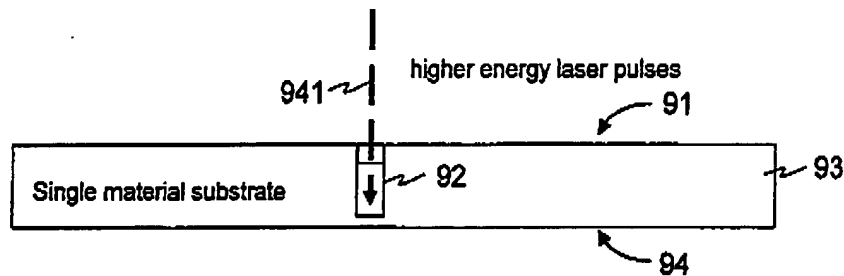 higher energy laser pulses
941
91
Single material substrate
92
93
94